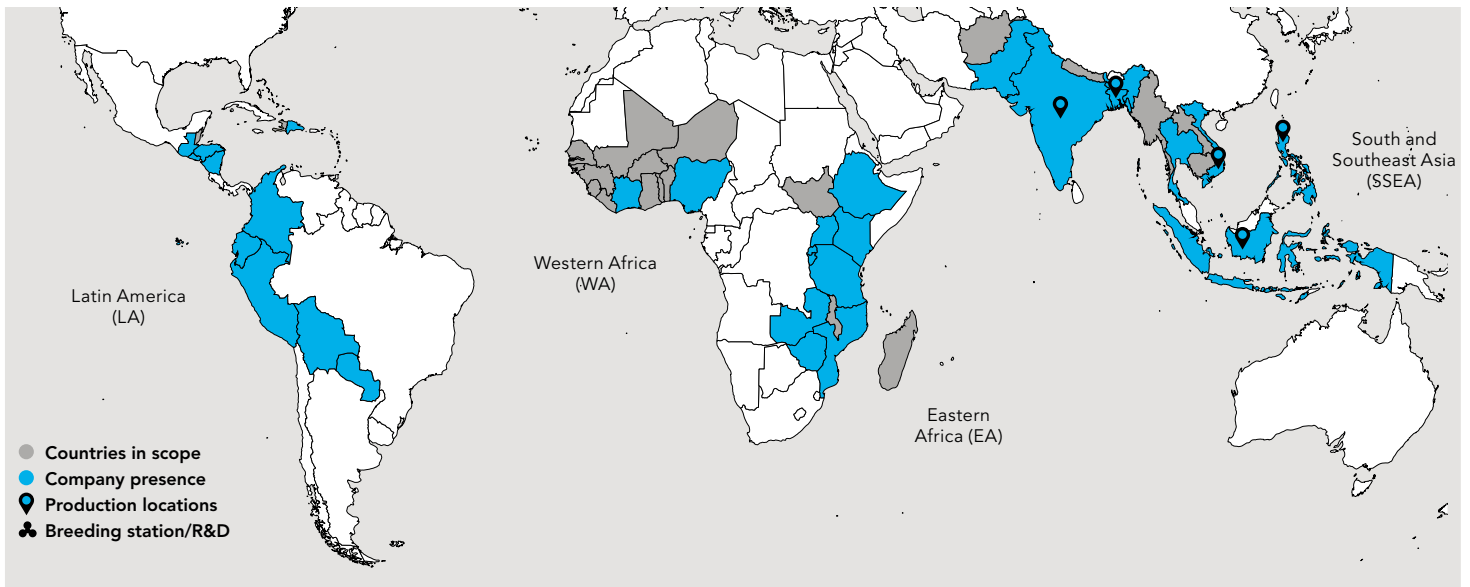 South and
Southeast Asia
(SSEA)
Western Africa
(WA)
Latin America
(LA)
Eastern
Africa (EA)
Countries in scope
Company presence
Production locations
Breeding station/R&D